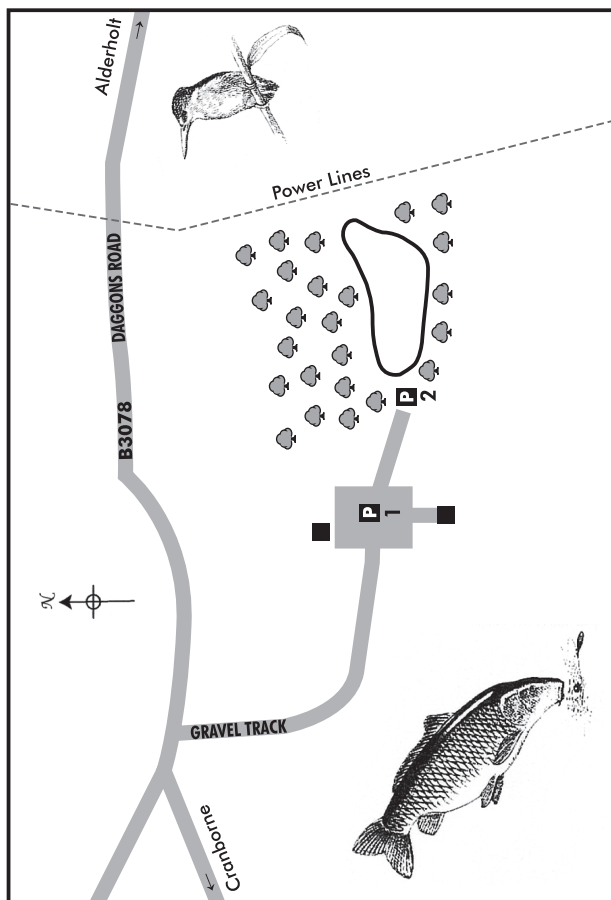 Alderholt
Power Lines
DAGGONS ROAD
B3078
P
2
P
1
N
GRAVEL TRACK
Cranborne